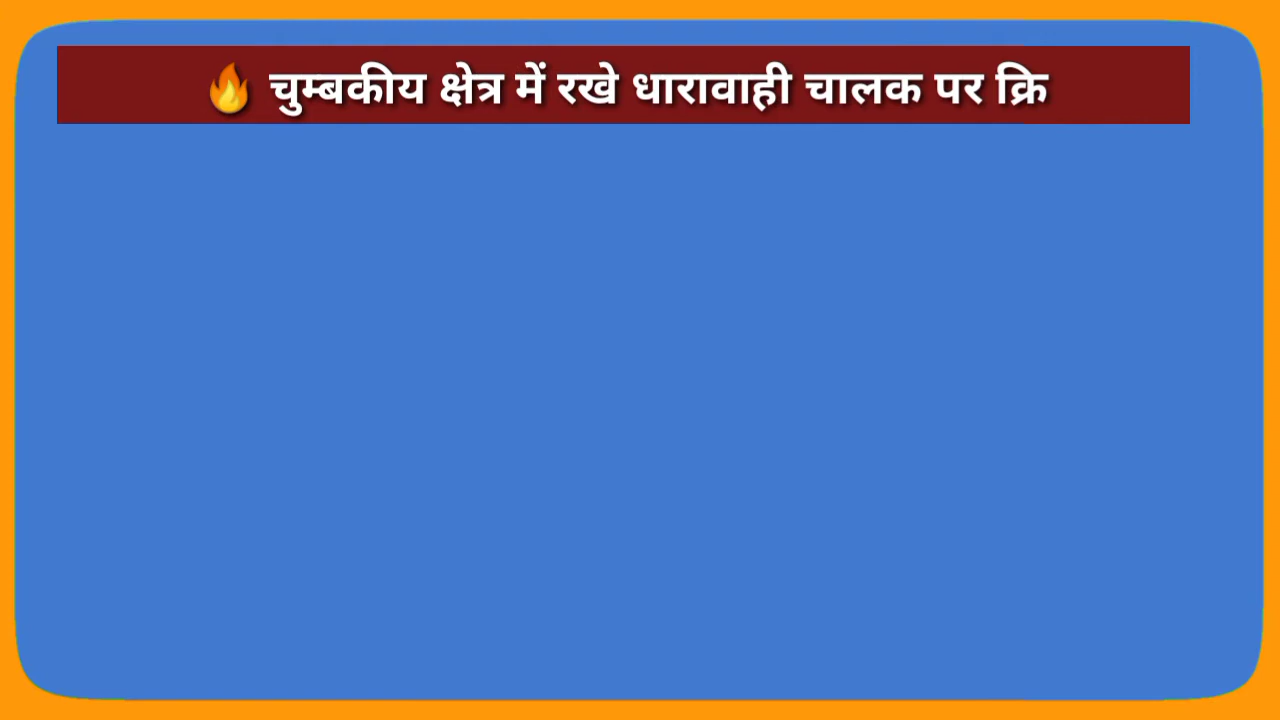 🔥 चुम्बकीय क्षेत्र में रखे धारावाही चालक पर क्रि